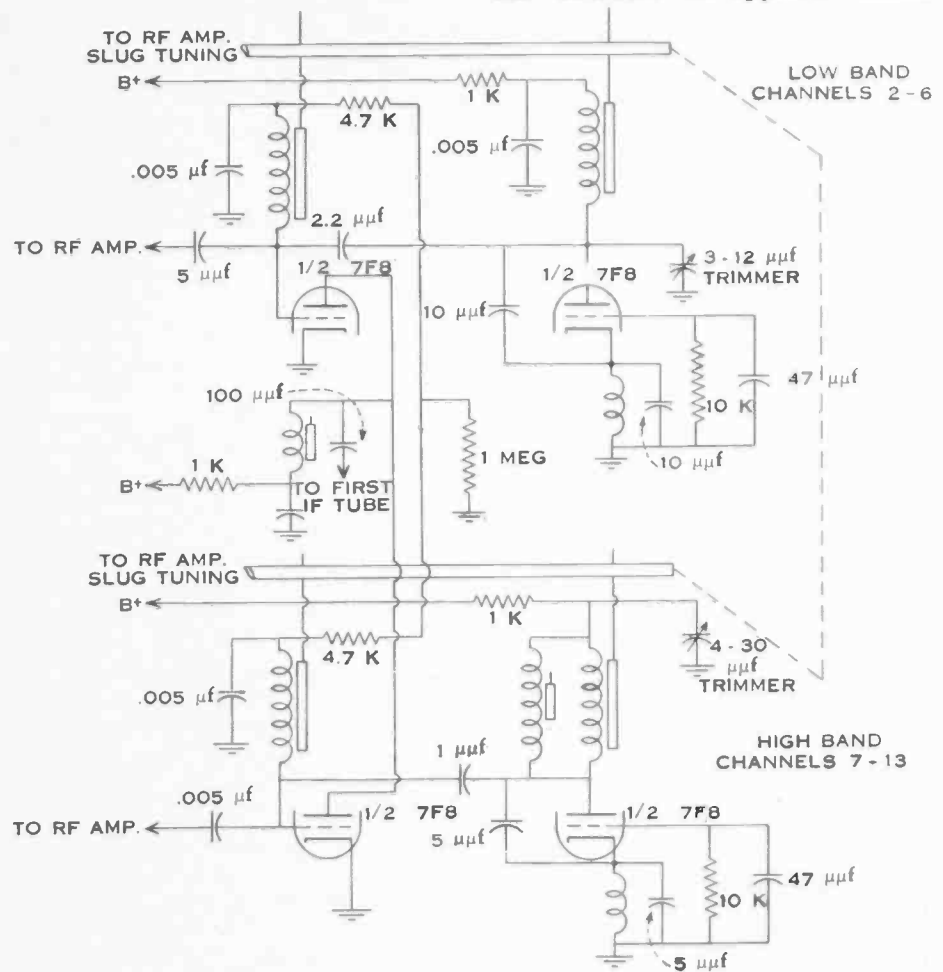 TO RF AMP.
SLUG TUNING
B+
1 K
LOW BAND
CHANNELS 2-6
4.7 K
.005 µf
.005 µf
2.2 µµf
TO RF AMP.
5 µµf
1/2 7F8
1/2 7F8
3-12 µµf
TRIMMER
10 µµf
47 µµf
10 K
10 µµf
100 µµf
1 MEG
1 K
B+
TO FIRST
IF TUBE
TO RF AMP.
SLUG TUNING
B+
1 K
4.7 K
4-30
µµf
TRIMMER
.005 µf
HIGH BAND
CHANNELS 7-13
1 µµf
.005 µf
TO RF AMP.
1/2 7F8
5 µµf
1/2 7F8
47 µµf
10 K
5 µµf